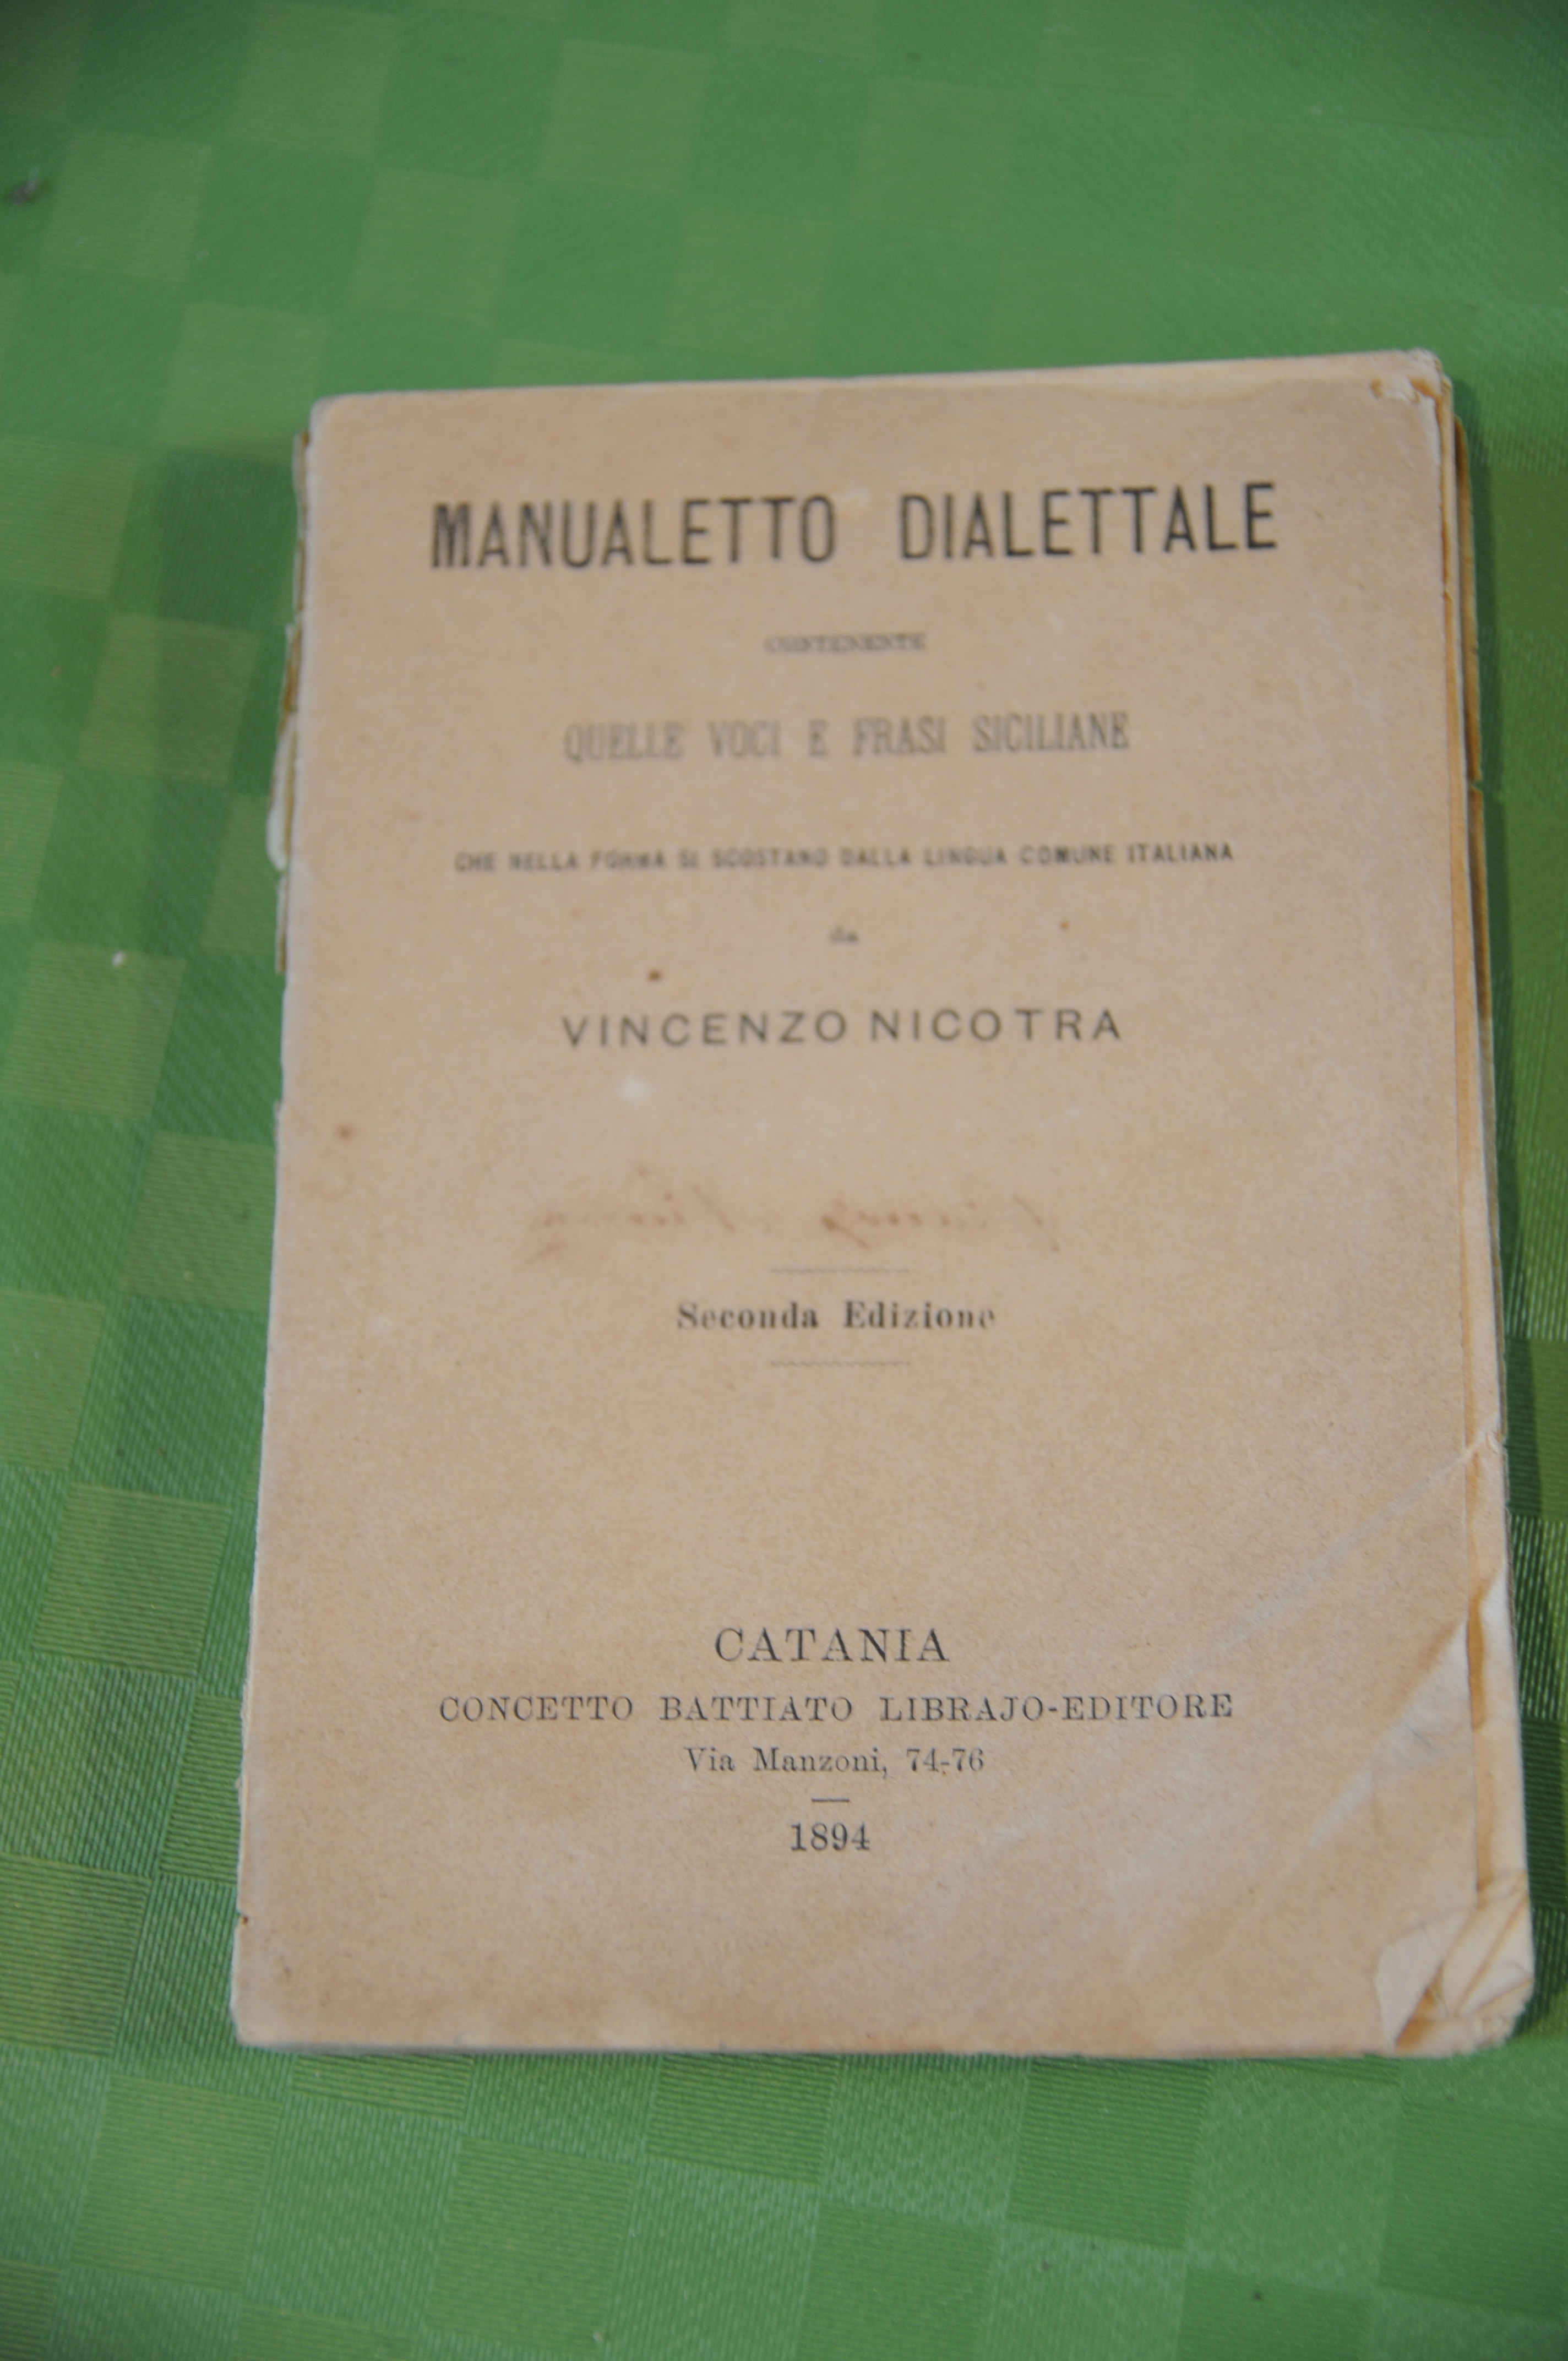 MANUALETTO DIALETTALE
CONTENENTE
QUELLE VOCI E FRASI SICILIANE
CHE NELLA FORMA SI SCOSTANO DALLA LINGUA COMUNE ITALIANA
da
VINCENZO NICOTRA
Seconda Edizione
CATANIA
CONCETTO BATTIATO LIBRAJO-EDITORE
Via Manzoni, 74-76
1894